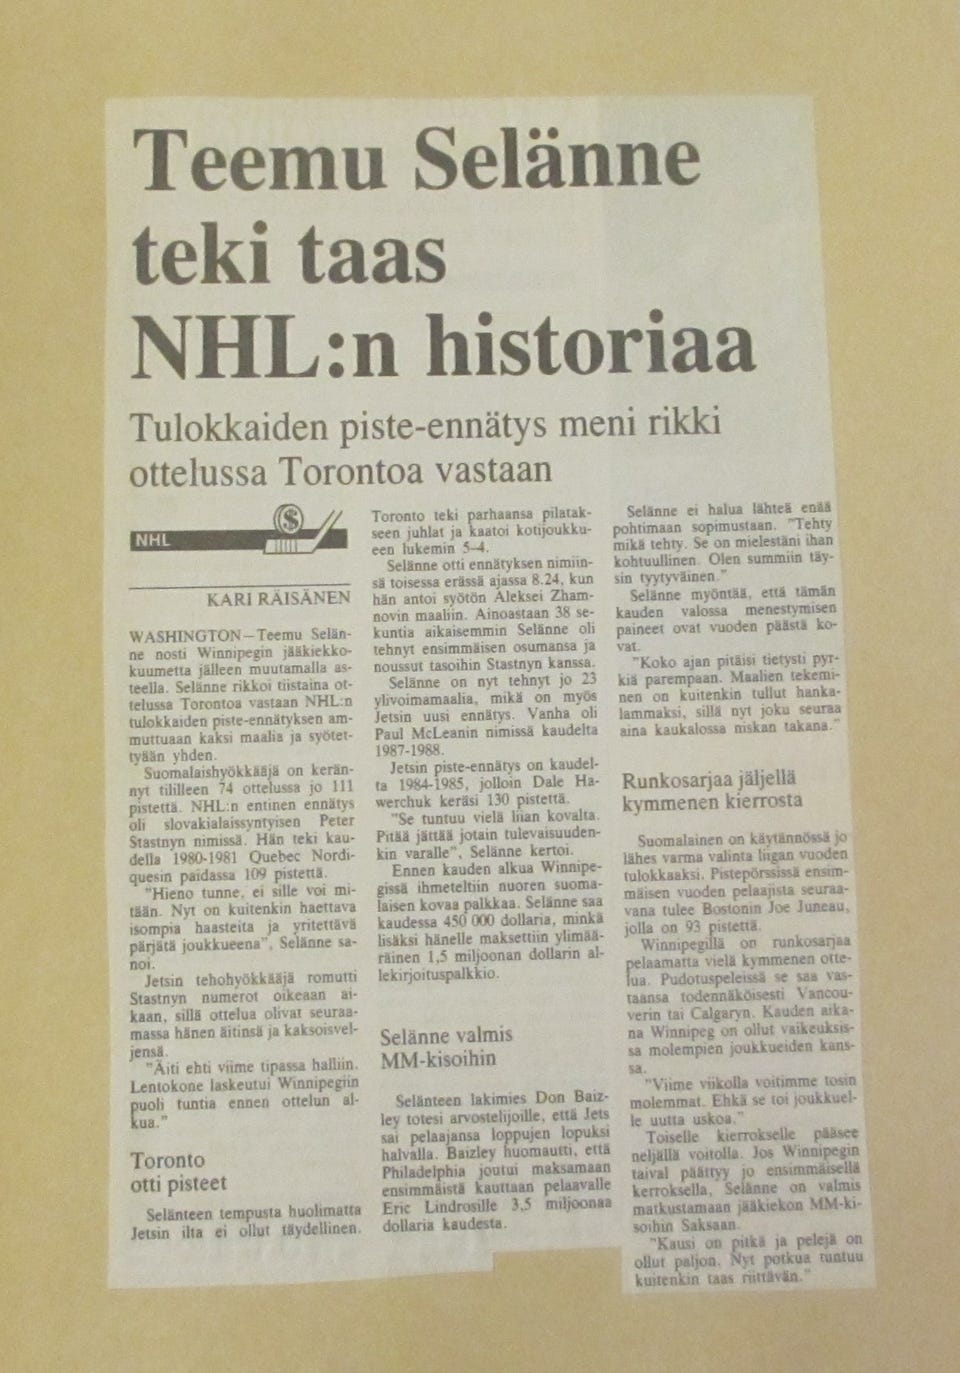 Teemu Selänne
teki taas
NHL:n historiaa
Tulokkaiden piste-ennätys meni rikki
ottelussa Torontoa vastaan
NHL
KARI RÄISÄNEN
WASHINGTON—Teemu Selän-
ne nosti Winnipegin jääkiekko-
kuumetta jälleen muutamalla as-
teella. Selänne rikkoi tiistaina ot-
telussa Torontoa vastaan NHL:n
tulokkaiden piste-ennätyksen am-
muttuaan kaksi maalia ja syötet-
tyään yhden.
Suomalaishyökkääjä on kerän-
nyt tililleen 74 ottelussa jo 111
pistettä. NHL:n entinen ennätys
oli slovakialaissyntyisen Peter
Stastnyn nimissä. Hän teki kau-
della 1980-1981 Quebec Nordi-
quesin paidassa 109 pistettä.
"Hieno tunne, ei sille voi mi-
tään. Nyt on kuitenkin haettava
isompia haasteita ja yritettävä
pärjätä joukkueena", Selänne sa-
noi.
Jetsin tehohyökkääjä romutti
Stastnyn numerot oikeaan ai-
kaan, sillä ottelua olivat seuraa-
massa hänen äitinsä ja kaksoisvel-
jensä.
"Äiti ehti viime tipassa halliin.
Lentokone laskeutui Winnipegiin
puoli tuntia ennen ottelun al-
kua."
Toronto
otti pisteet
Selänteen tempusta huolimatta
Jetsin ilta ei ollut täydellinen.
Toronto teki parhaansa pilatak-
seen juhlat ja kaatoi kotijoukku-
een lukemin 5–4.
Selänne otti ennätyksen nimiin-
sä toisessa erässä ajassa 8.24, kun
hän antoi syötön Aleksei Zham-
novin maaliin. Ainoastaan 38 se-
kuntia aikaisemmin Selänne oli
tehnyt ensimmäisen osumansa ja
noussut tasoihin Stastnyn kanssa.
Selänne on nyt tehnyt jo 23
ylivoimamaalia, mikä on myös
Jetsin uusi ennätys. Vanha oli
Paul McLeanin nimissä kaudelta
1987-1988.
Jetsin piste-ennätys on kaudel-
ta 1984-1985, jolloin Dale Ha-
werchuk keräsi 130 pistettä.
"Se tuntuu vielä liian kovalta.
Pitää jättää jotain tulevaisuuden-
kin varalle", Selänne kertoi.
Ennen kauden alkua Winnipe-
gissä ihmeteltiin nuoren suoma-
laisen kovaa palkkaa. Selänne saa
kaudessa 450 000 dollaria, minkä
lisäksi hänelle maksettiin ylimää-
räinen 1,5 miljoonan dollarin al-
lekirjoituspalkkio.
Selänne valmis
MM-kisoihin
Selänteen lakimies Don Baiz-
ley totesi arvostelijoille, että Jets
sai pelaajansa loppujen lopuksi
halvalla. Baizley huomautti, että
Philadelphia joutui maksamaan
ensimmäistä kauttaan pelaavalle
Eric Lindrosille 3,5 miljoonaa
dollaria kaudesta.
Selänne ei halua lähteä enää
pohtimaan sopimustaan. "Tehty
mikä tehty. Se on mielestäni ihan
kohtuullinen. Olen summiin täy-
sin tyytyväinen."
Selänne myöntää, että tämän
kauden valossa menestymisen
paineet ovat vuoden päästä ko-
vat.
"Koko ajan pitäisi tietysti pyr-
kiä parempaan. Maalien tekemi-
nen on kuitenkin tullut hanka-
lammaksi, sillä nyt joku seuraa
aina kaukalossa niskan takana."
Runkosarjaa jäljellä
kymmenen kierrosta
Suomalainen on käytännössä jo
lähes varma valinta liigan vuoden
tulokkaaksi. Pistepörssissä ensim-
mäisen vuoden pelaajista seuraa-
vana tulee Bostonin Joe Juneau,
jolla on 93 pistettä.
Winnipegillä on runkosarjaa
pelaamatta vielä kymmenen otte-
lua. Pudotuspeleissä se saa vas-
taansa todennäköisesti Vancou-
verin tai Calgaryn. Kauden aika-
na Winnipeg on ollut vaikeuksis-
sa molempien joukkueiden kans-
sa.
"Viime viikolla voitimme tosin
molemmat. Ehkä se toi joukkuel-
le uutta uskoa."
Toiselle kierrokselle pääsee
neljällä voitolla. Jos Winnipegin
taival päättyy jo ensimmäisellä
kerroksella, Selänne on valmis
matkustamaan jääkiekon MM-ki-
soihin Saksaan.
"Kausi on pitkä ja pelejä on
ollut paljon. Nyt potkua tuntuu
kuitenkin taas riittävän."